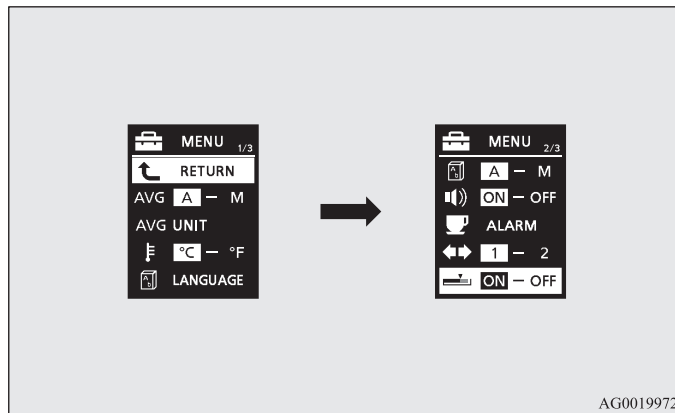 MENU 1/3
RETURN
AVG A – M
AVG UNIT
°C – °F
A b LANGUAGE
MENU 2/3
A b A – M
ON – OFF
ALARM
1 – 2
ON – OFF
AG0019972